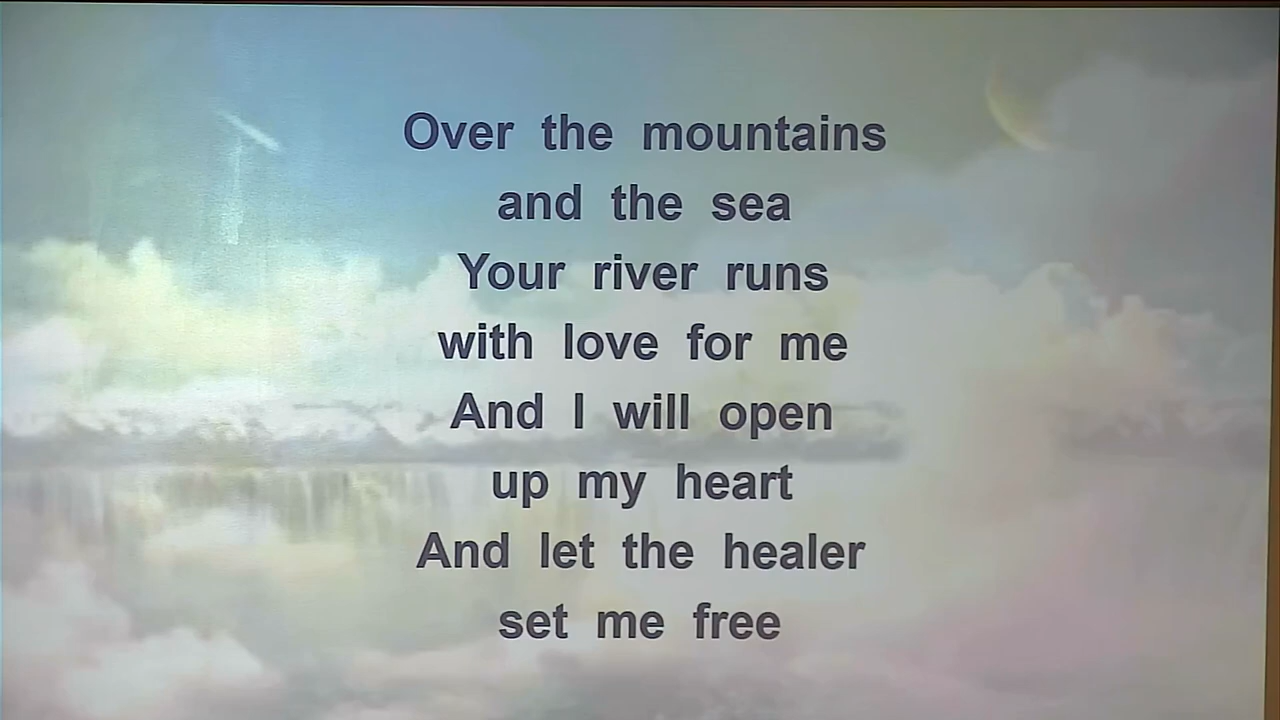 Over the mountains
and the sea
Your river runs
with love for me
And I will open
up my heart
And let the healer
set me free